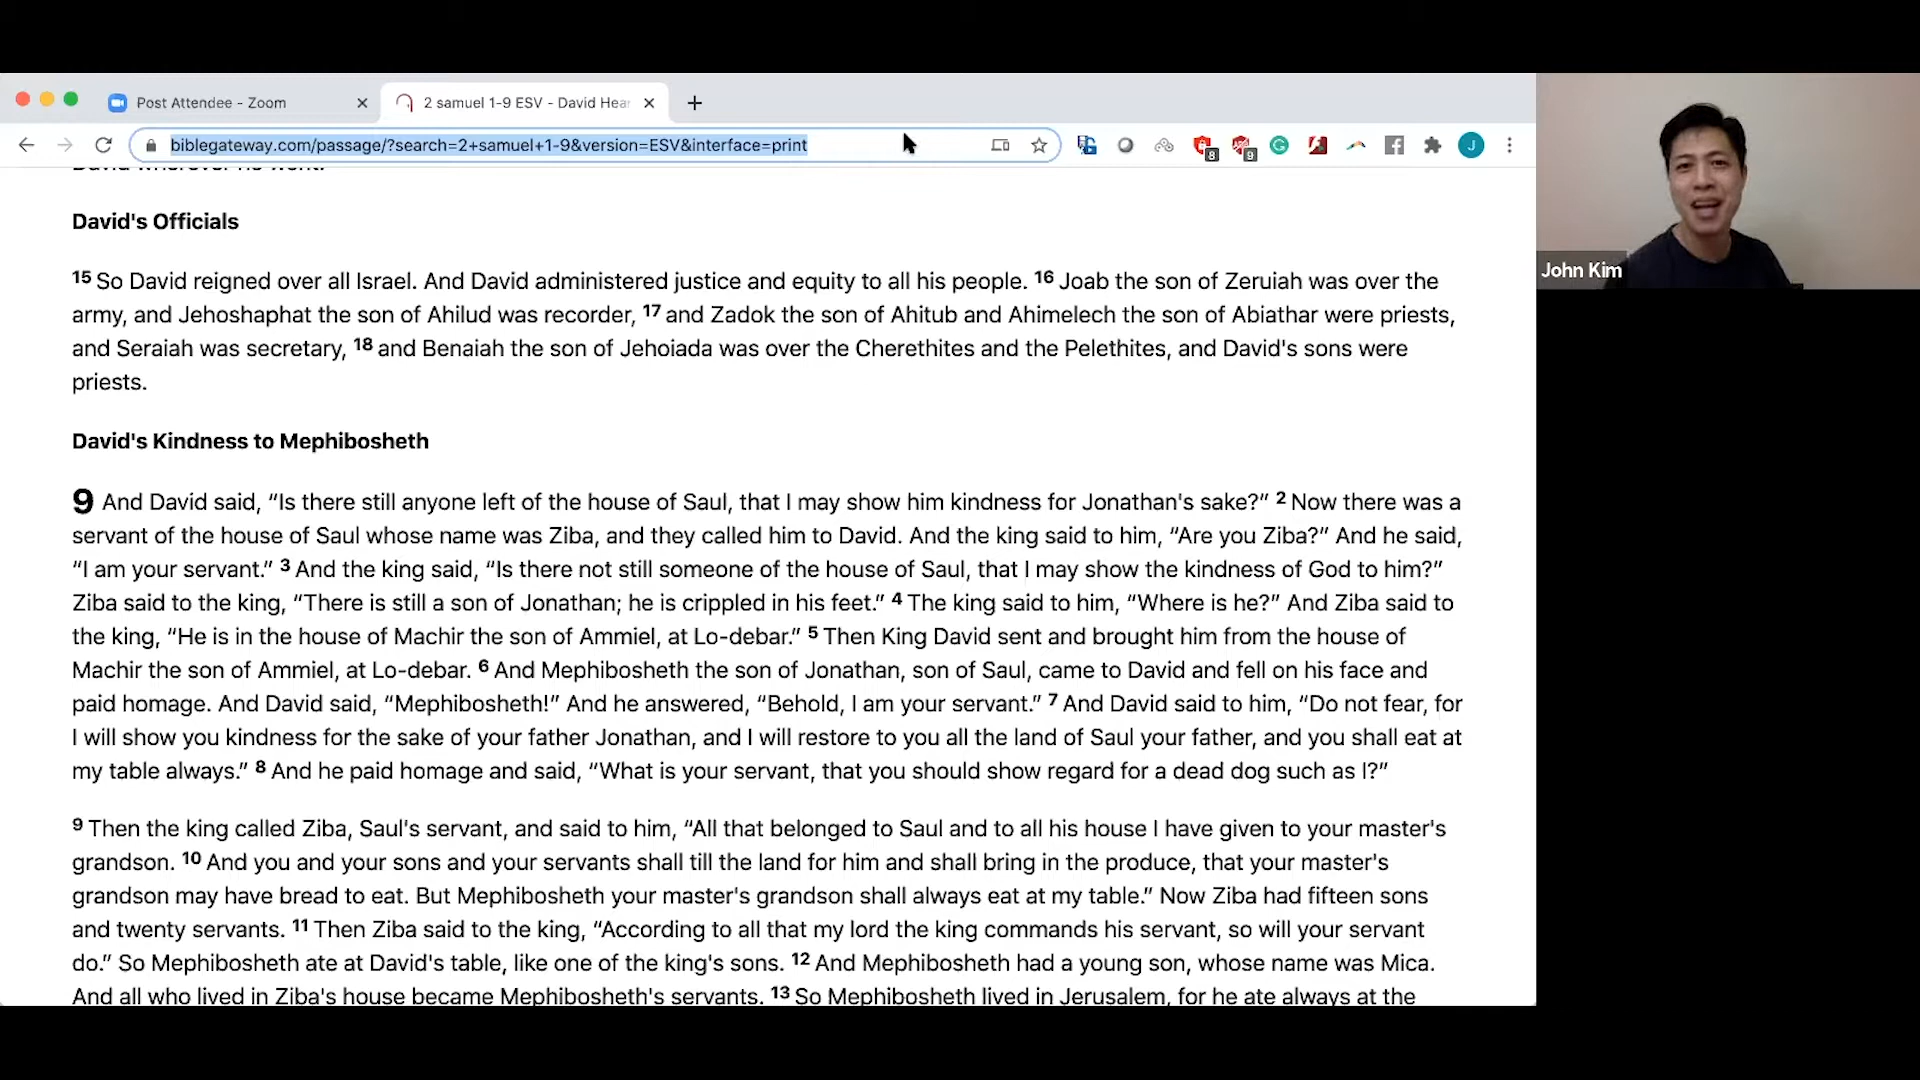 Post Attendee - Zoom
2 samuel 1-9 ESV - David Hear
biblegateway.com/passage/?search=2+samuel+1-9&version=ESV&interface=print
8
9
J
John Kim
David's Officials
15 So David reigned over all Israel. And David administered justice and equity to all his people. 16 Joab the son of Zeruiah was over the
army, and Jehoshaphat the son of Ahilud was recorder, 17 and Zadok the son of Ahitub and Ahimelech the son of Abiathar were priests,
and Seraiah was secretary, 18 and Benaiah the son of Jehoiada was over the Cherethites and the Pelethites, and David's sons were
priests.
David's Kindness to Mephibosheth
9 And David said, “Is there still anyone left of the house of Saul, that I may show him kindness for Jonathan's sake?” 2 Now there was a
servant of the house of Saul whose name was Ziba, and they called him to David. And the king said to him, “Are you Ziba?” And he said,
“I am your servant.” 3 And the king said, “Is there not still someone of the house of Saul, that I may show the kindness of God to him?”
Ziba said to the king, “There is still a son of Jonathan; he is crippled in his feet.” 4 The king said to him, “Where is he?” And Ziba said to
the king, “He is in the house of Machir the son of Ammiel, at Lo-debar.” 5 Then King David sent and brought him from the house of
Machir the son of Ammiel, at Lo-debar. 6 And Mephibosheth the son of Jonathan, son of Saul, came to David and fell on his face and
paid homage. And David said, “Mephibosheth!” And he answered, “Behold, I am your servant.” 7 And David said to him, “Do not fear, for
I will show you kindness for the sake of your father Jonathan, and I will restore to you all the land of Saul your father, and you shall eat at
my table always.” 8 And he paid homage and said, “What is your servant, that you should show regard for a dead dog such as I?”
9 Then the king called Ziba, Saul's servant, and said to him, “All that belonged to Saul and to all his house I have given to your master's
grandson. 10 And you and your sons and your servants shall till the land for him and shall bring in the produce, that your master's
grandson may have bread to eat. But Mephibosheth your master's grandson shall always eat at my table.” Now Ziba had fifteen sons
and twenty servants. 11 Then Ziba said to the king, “According to all that my lord the king commands his servant, so will your servant
do.” So Mephibosheth ate at David's table, like one of the king's sons. 12 And Mephibosheth had a young son, whose name was Mica.
And all who lived in Ziba's house became Mephibosheth's servants. 13 So Mephibosheth lived in Jerusalem, for he ate always at the